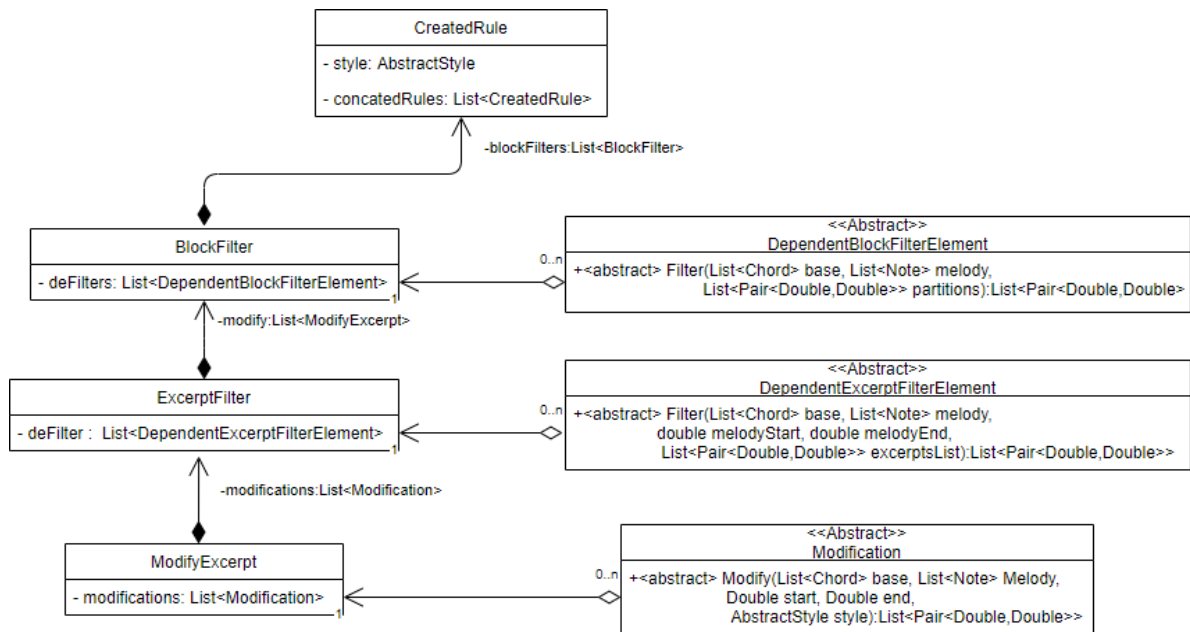 CreatedRule
- style: AbstractStyle
- concatedRules: List<CreatedRule>
-blockFilters:List<BlockFilter>
BlockFilter
- deFilters: List<DependentBlockFilterElement>
1
0..n
<<Abstract>>
DependentBlockFilterElement
+<abstract> Filter(List<Chord> base, List<Note> melody,
List<Pair<Double,Double>> partitions):List<Pair<Double,Double>
-modify:List<ModifyExcerpt>
ExcerptFilter
- deFilter : List<DependentExcerptFilterElement>
1
0..n
<<Abstract>>
DependentExcerptFilterElement
+<abstract> Filter(List<Chord> base, List<Note> melody,
double melodyStart, double melodyEnd,
List<Pair<Double,Double>> excerptsList):List<Pair<Double,Double>>
-modifications:List<Modification>
ModifyExcerpt
- modifications: List<Modification>
1
0..n
<<Abstract>>
Modification
+<abstract> Modify(List<Chord> base, List<Note> Melody,
Double start, Double end,
AbstractStyle style):List<Pair<Double,Double>>